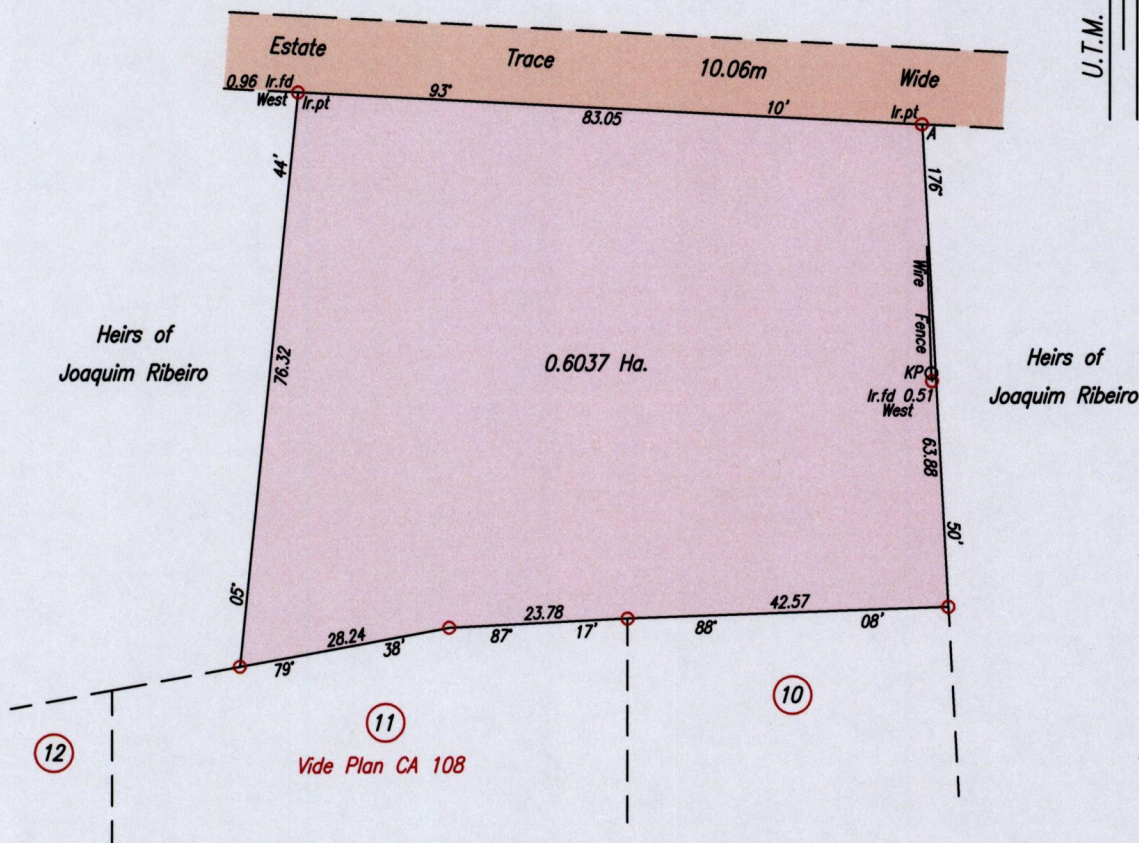 U.T.M.
Estate Trace 10.06m Wide
0.96 Ir.fd
West
Ir.pt
93°
83.05
10'
Ir.pt
A
44'
76.32
05°
176°
Wire Fence
KP
Ir.fd 0.51
West
63.88
50'
Heirs of
Joaquim Ribeiro
0.6037 Ha.
Heirs of
Joaquim Ribeiro
79°
28.24
38'
87°
23.78
17'
88°
42.57
08'
10
11
12
Vide Plan CA 108